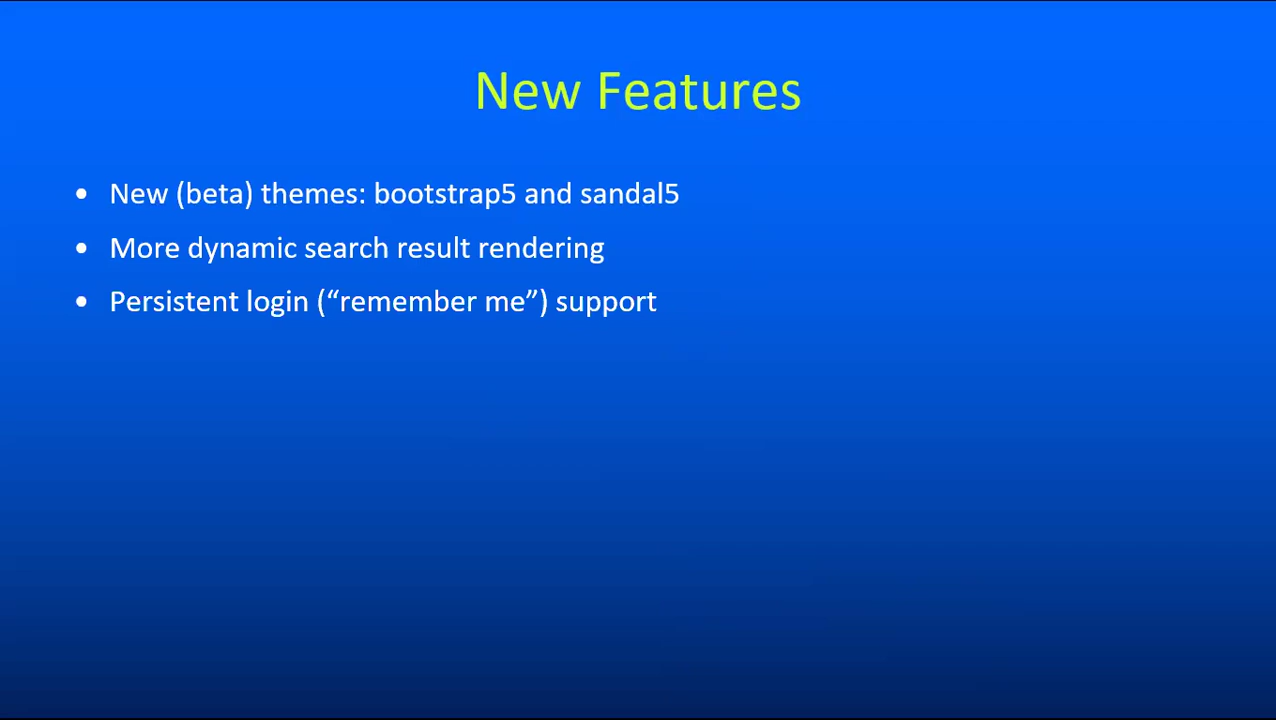 New Features
• New (beta) themes: bootstrap5 and sandal5
• More dynamic search result rendering
• Persistent login (“remember me”) support